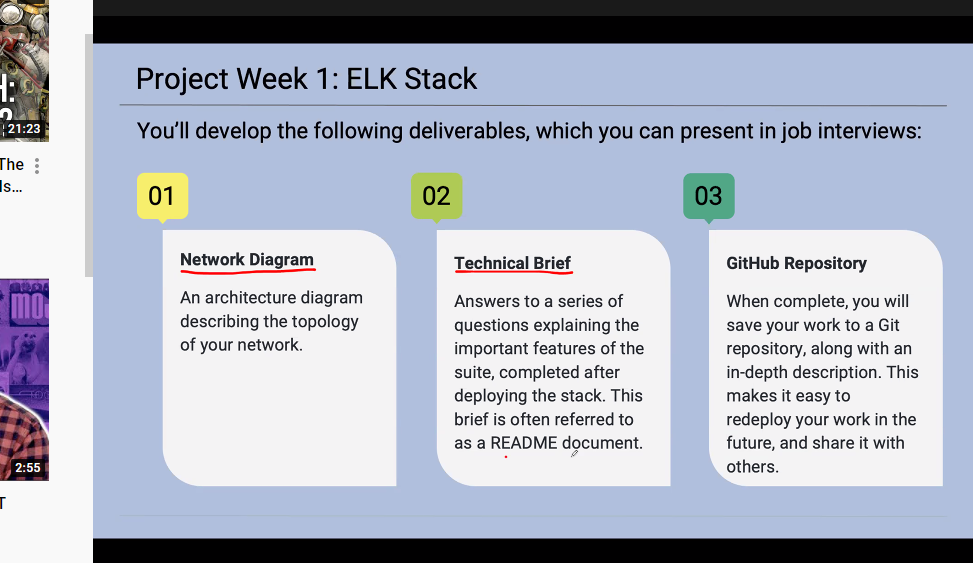 H:
?
21:23
The
ls...
2:55
T
Project Week 1: ELK Stack
You'll develop the following deliverables, which you can present in job interviews:
01
Network Diagram
An architecture diagram
describing the topology
of your network.
02
Technical Brief
Answers to a series of
questions explaining the
important features of the
suite, completed after
deploying the stack. This
brief is often referred to
as a README document.
03
GitHub Repository
When complete, you will
save your work to a Git
repository, along with an
in-depth description. This
makes it easy to
redeploy your work in the
future, and share it with
others.